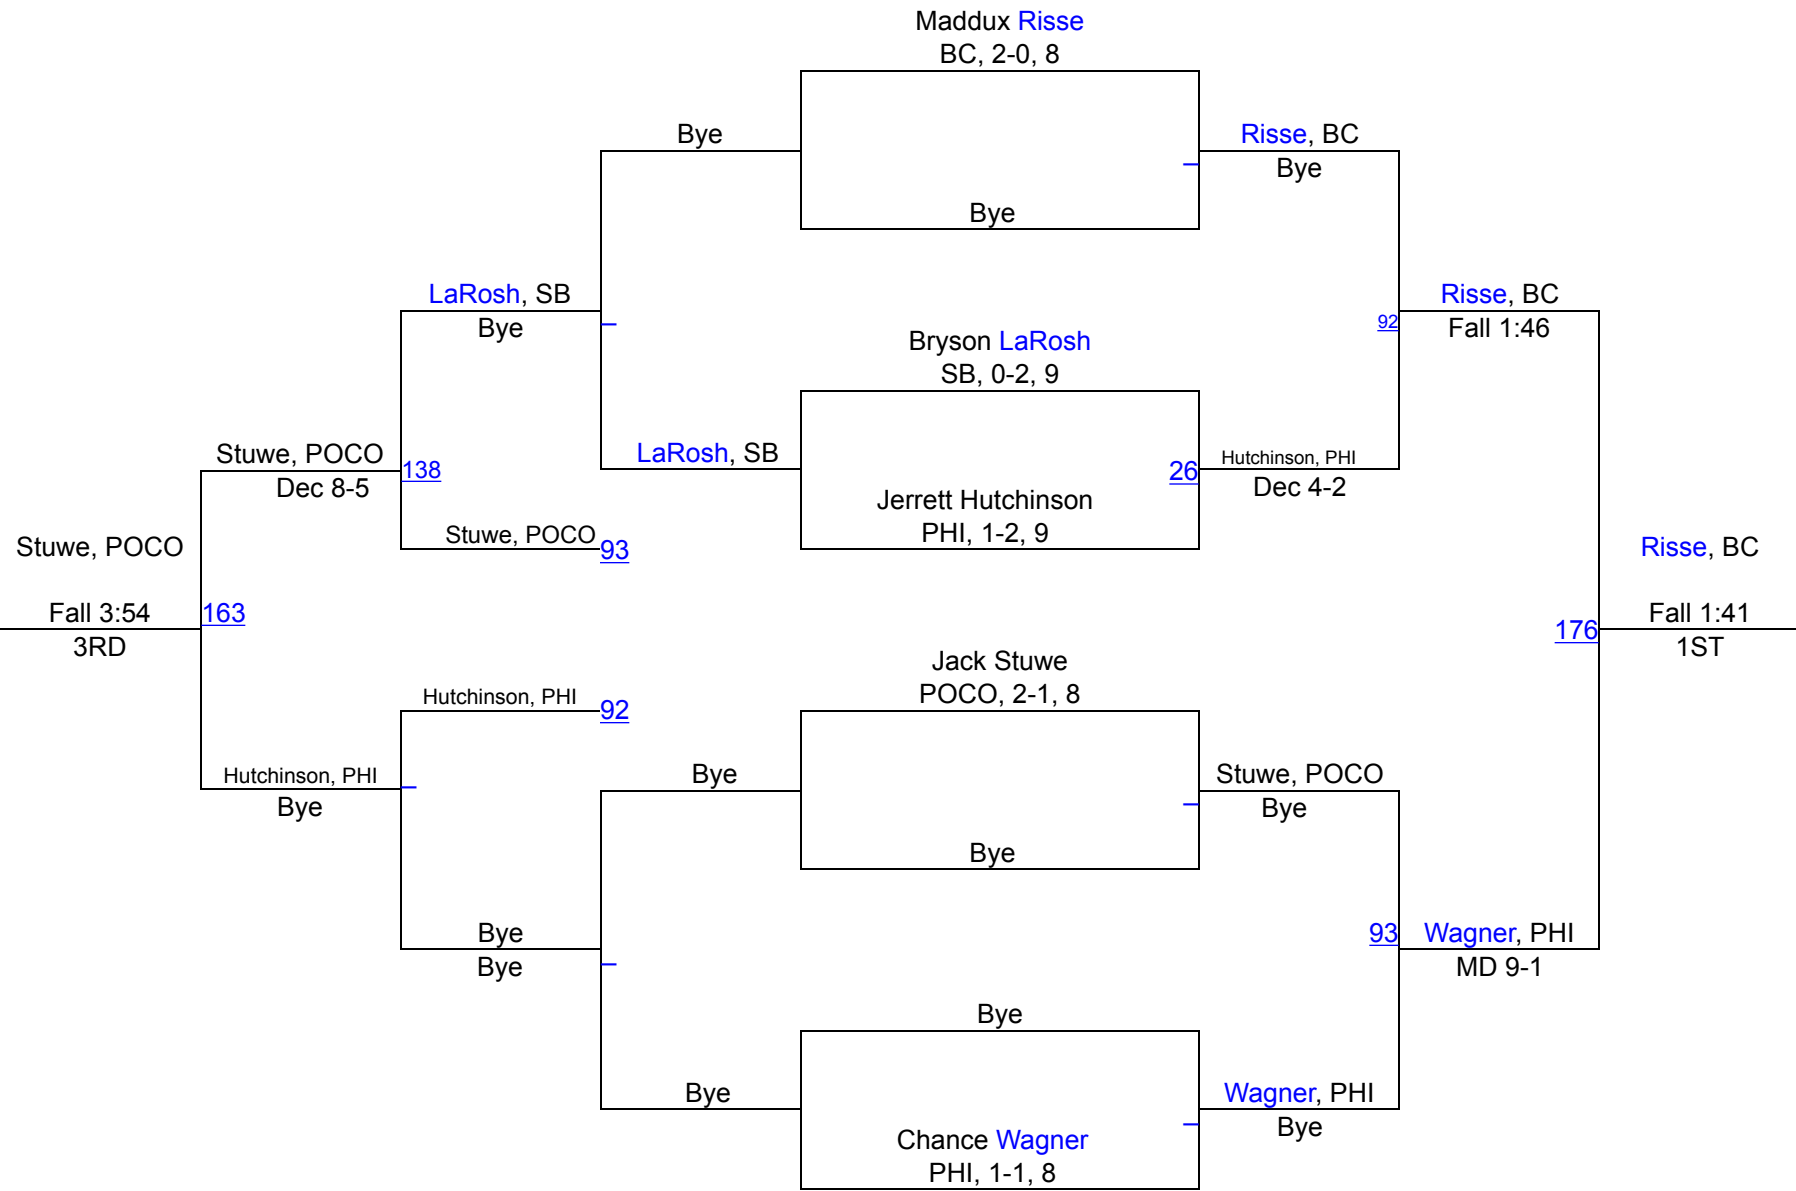 Maddux Risse
BC, 2-0, 8
Bye
Risse, BC
Bye
Bye
LaRosh, SB
Bye
Risse, BC
92
Fall 1:46
Bryson LaRosh
SB, 0-2, 9
Stuwe, POCO
138
Dec 8-5
LaRosh, SB
26
Hutchinson, PHI
Dec 4-2
Jerrett Hutchinson
PHI, 1-2, 9
Stuwe, POCO
93
Stuwe, POCO
Risse, BC
Fall 3:54
163
3RD
176
Fall 1:41
1ST
Jack Stuwe
POCO, 2-1, 8
Hutchinson, PHI
92
Hutchinson, PHI
Bye
Bye
Stuwe, POCO
Bye
Bye
Bye
Bye
93
Wagner, PHI
MD 9-1
Bye
Bye
Wagner, PHI
Bye
Chance Wagner
PHI, 1-1, 8